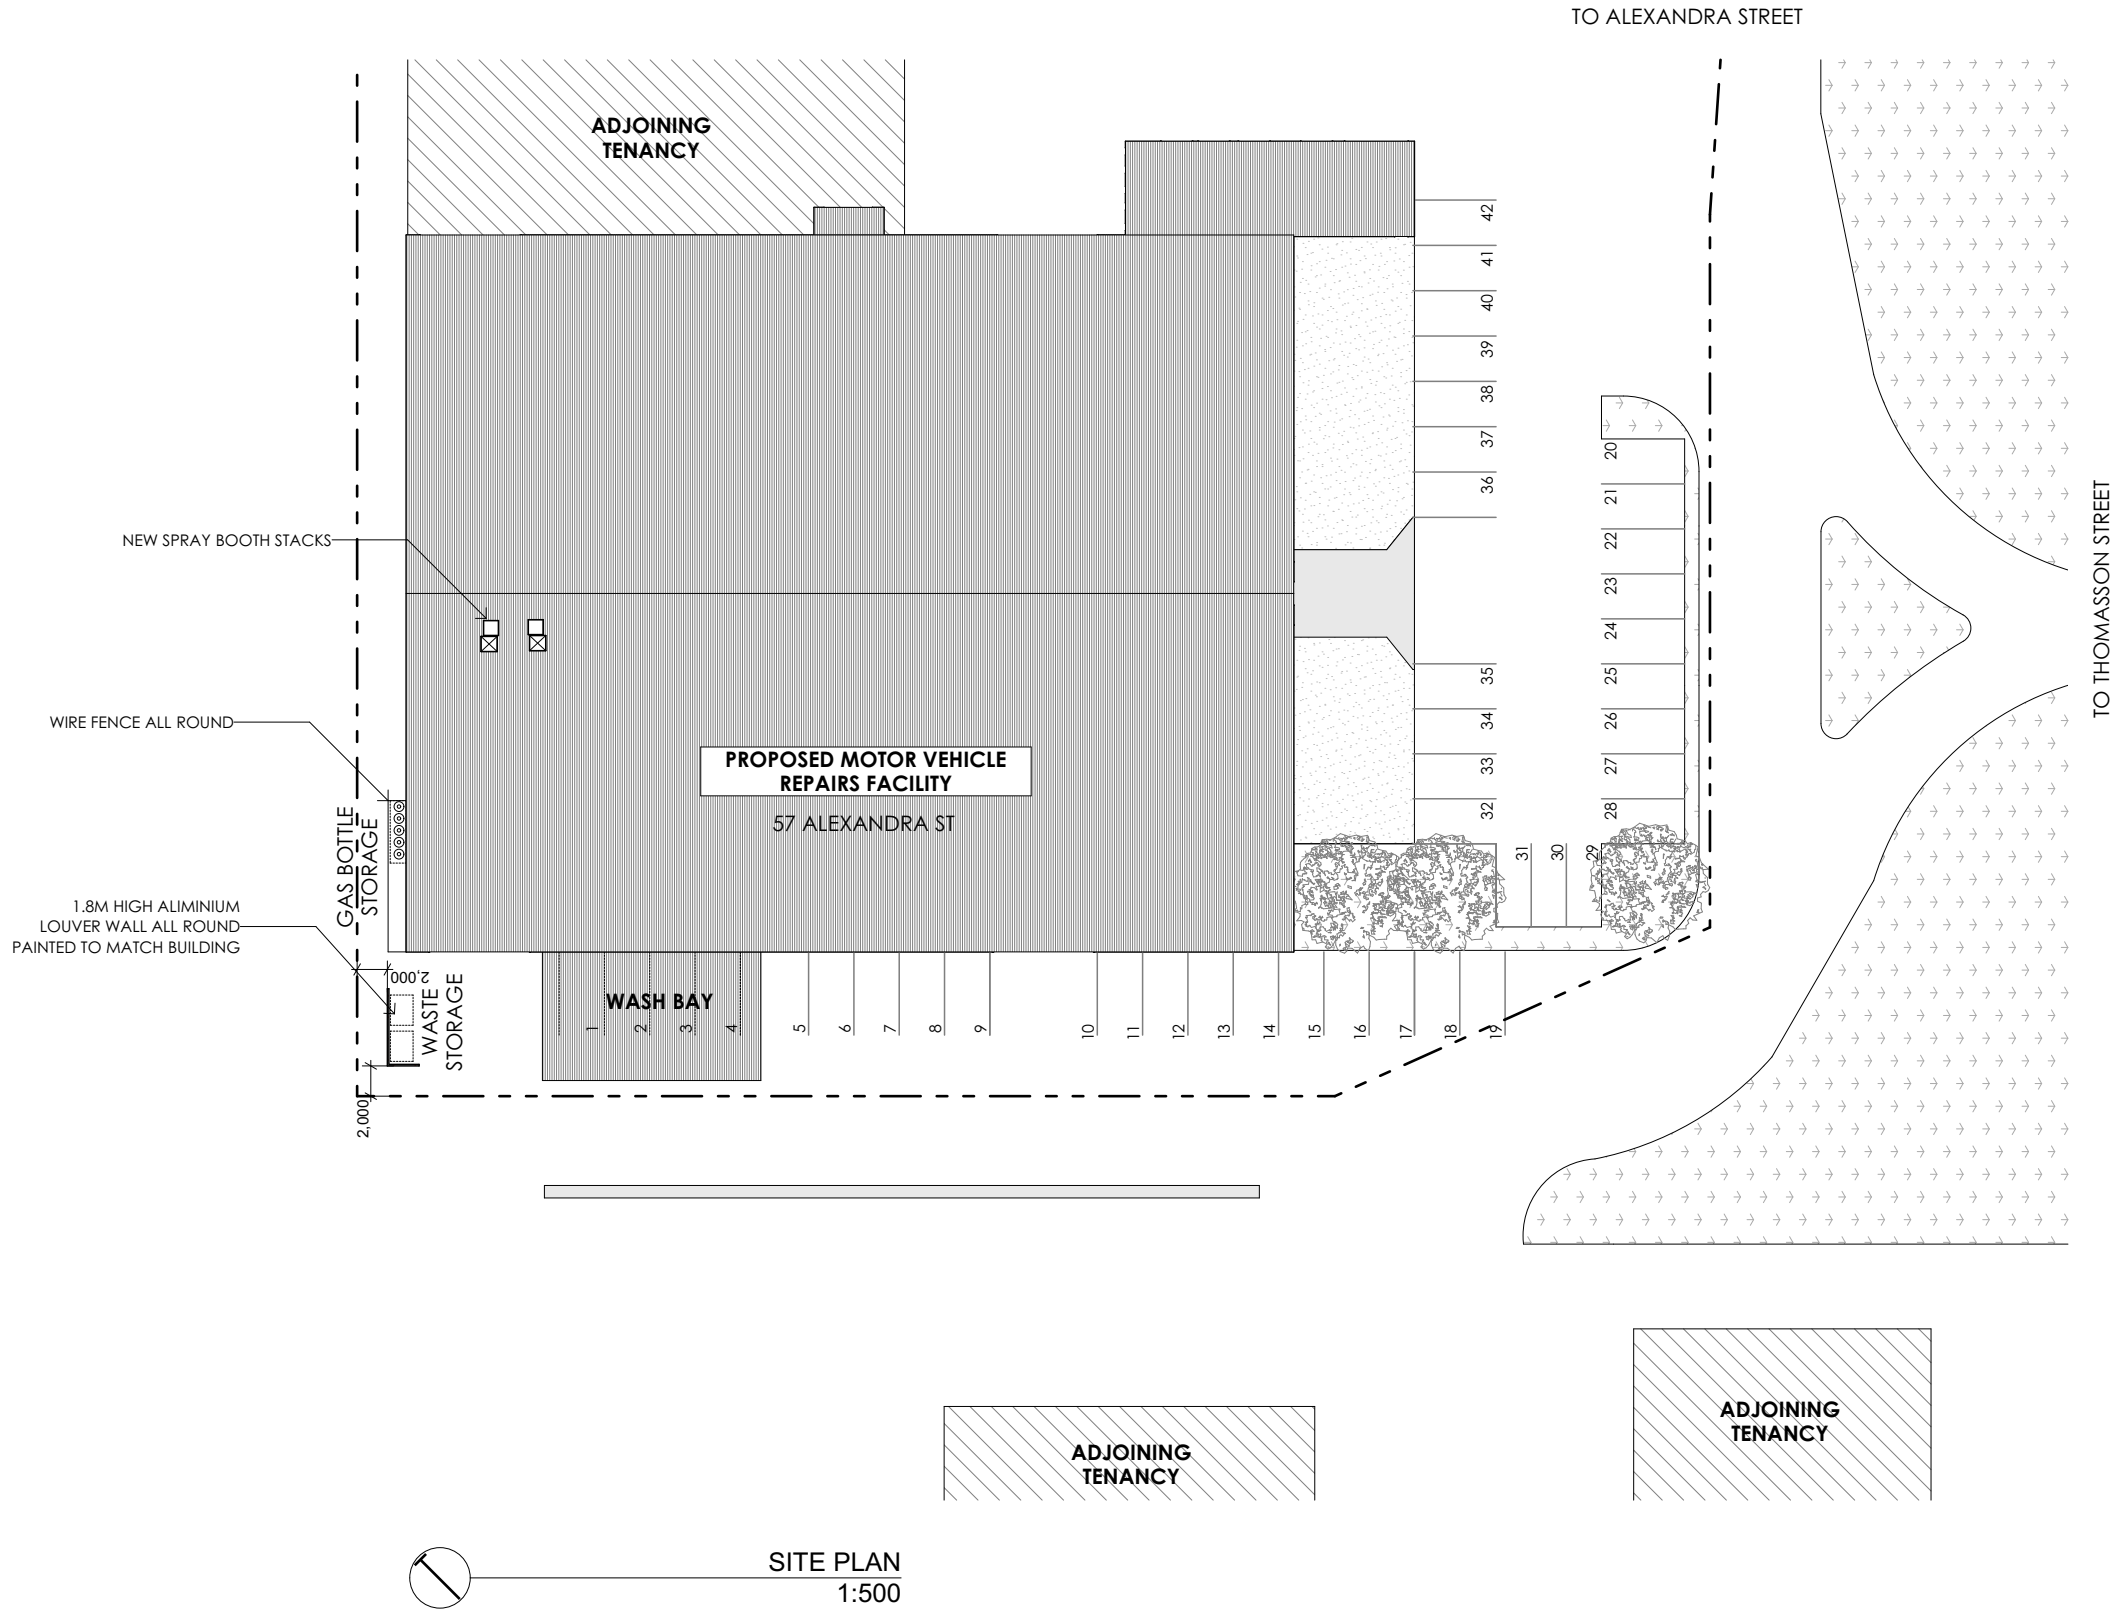 TO ALEXANDRA STREET
ADJOINING
TENANCY
42
41
40
39
38
37
36
35
34
33
32
20
21
22
23
24
25
26
27
28
29
30
31
TO THOMASSON STREET
NEW SPRAY BOOTH STACKS
WIRE FENCE ALL ROUND
PROPOSED MOTOR VEHICLE
REPAIRS FACILITY
57 ALEXANDRA ST
GAS BOTTLE
STORAGE
1.8M HIGH ALIMINIUM
LOUVER WALL ALL ROUND
PAINTED TO MATCH BUILDING
2,000
WASTE
STORAGE
2,000
WASH BAY
1
2
3
4
5
6
7
8
9
10
11
12
13
14
15
16
17
18
19
ADJOINING
TENANCY
ADJOINING
TENANCY
SITE PLAN
1:500